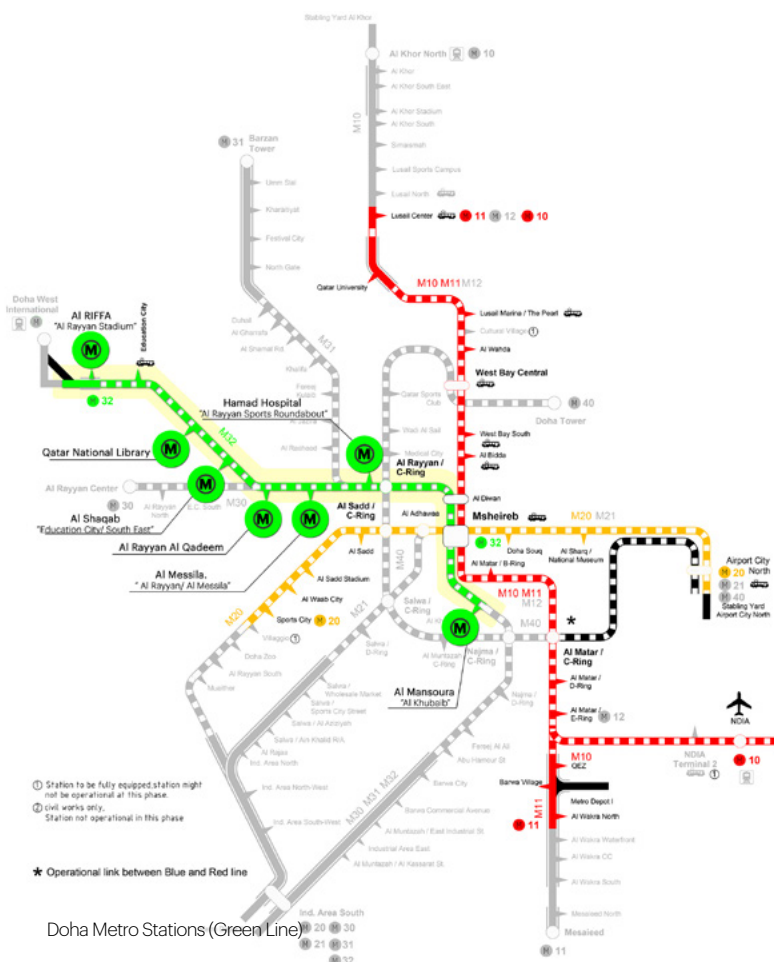 Stabling Yard Al Khor
Al Khor North M 10
Al Khor
Al Khor South East
Al Khor Stadium
Al Khor South
Simaismah
Lusail Sports Campus
Lusail North
Lusail Center M 11 M 12 M 10
M10
M 31 Barzan
Tower
Umm Slal
Kharaitiyat
Festival City
North Gate
Duhail
Al Gharrafa
Al Shamal Rd
Khaifa
M31
Qatar University
M10 M11 M12
Lusail Marina / The Pearl
Cultural Village ①
Al Wahda
West Bay Central
M 40
Doha Tower
Qatar Sports
Club
Wadi Al Sail
Medical City
West Bay South
Al Bidda
Al Diwan
Doha West
International
M
Al RIFFA
"Al Rayyan Stadium"
M
Education City
M 32
M32
Hamad Hospital
"Al Rayyan Sports Roundabout"
M
Al Rasheed
Qatar National Library
M
Al Rayyan Center
M 30
Al Rayyan
North
E.C. South
M30
Al Shaqab
"Education City/ South East"
M
Al Rayyan Al Qadeem
M
Al Messila.
" Al Rayyan/ Al Messila"
M
Al Rayyan /
C-Ring
Al Sadd /
C-Ring
Al Adhwaa
Msheireb
M 32
M20 M21
Doha Souq
Al Sharq /
National Museum
Airport City
North
M 20
M 21
M 40
Stabling Yard
Airport City North
Al Matar / B-Ring
M10 M11
M12
M40
Al Sadd
Al Sadd Stadium
Al Waab City
Sports City M 20
M20
Villaggio ①
Doha Zoo
Al Rayyan South
Muaither
M21
M40
Salwa /
C-Ring
Salwa /
D-Ring
Al Muntazah /
C-Ring
Najma /
C-Ring
Najma /
D-Ring
M
Al Mansoura
"Al Khubaib"
*
Al Matar /
C-Ring
Al Matar /
D-Ring
Al Matar /
E-Ring
M 12
NDIA
NDIA
Terminal 2
①
M 10
M10
OEZ
Barwa Village
Metro Depot I
M11
M 11
Al Wakra North
Al Wakra Waterfront
Al Wakra CC
Al Wakra South
Mesaieed North
Mesaieed
M 11
Salwa /
Wholesale Market
Salwa /
Sports City Street
Salwa / Al Aziziyah
Salwa / Am Khalid R/A
Al Rajaa
Ind. Area North
Ind. Area North-West
Ind. Area South-West
M30 M31 M32
Fereej Al Ali
Abu Hamour St
Barwa City
Barwa Commercial Avenue
Al Muntazah / East Industrial St.
Industrial Area East
Al Muntazah / Al Kassarat St.
① Station to be fully equipped,station might
not be operational at this phase.
② civil works only,
Station not operational in this phase
* Operational link between Blue and Red line
Ind. Area South
M 20 M 30
M 21 M 31
M 32
Doha Metro Stations (Green Line)